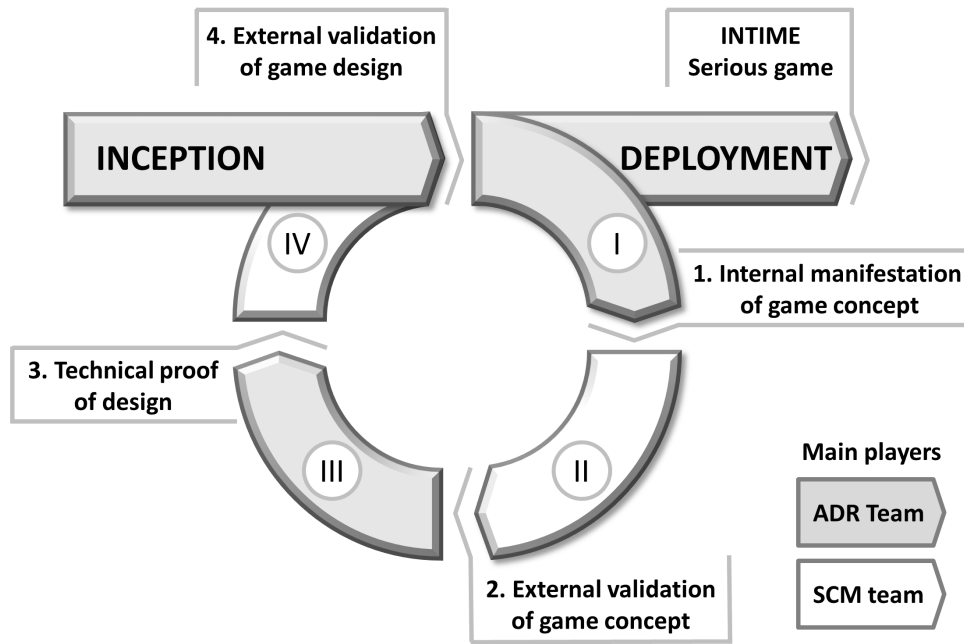 4. External validation
of game design
INTIME
Serious game
INCEPTION
DEPLOYMENT
IV
I
1. Internal manifestation
of game concept
3. Technical proof
of design
III
II
Main players
ADR Team
SCM team
2. External validation
of game concept